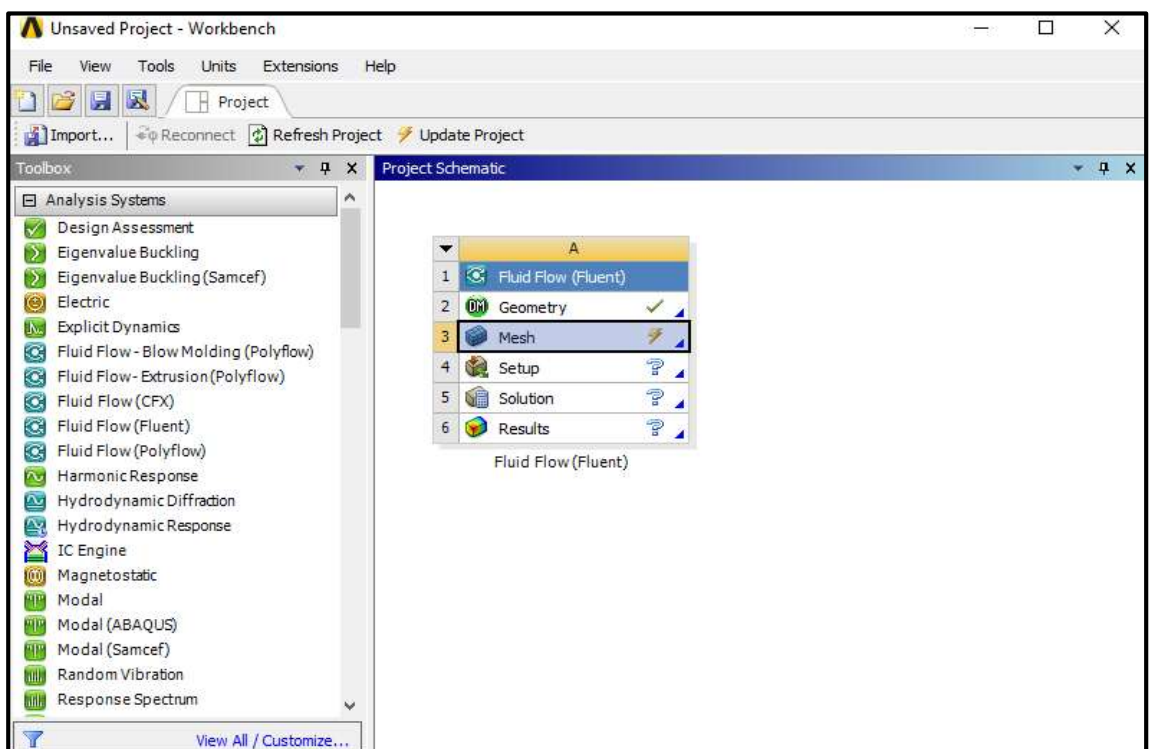 Unsaved Project - Workbench
File View Tools Units Extensions Help
Project
Import... Reconnect Refresh Project Update Project
Toolbox
Analysis Systems
Design Assessment
Eigenvalue Buckling
Eigenvalue Buckling (Samcef)
Electric
Explicit Dynamics
Fluid Flow - Blow Molding (Polyflow)
Fluid Flow - Extrusion (Polyflow)
Fluid Flow (CFX)
Fluid Flow (Fluent)
Fluid Flow (Polyflow)
Harmonic Response
Hydrodynamic Diffraction
Hydrodynamic Response
IC Engine
Magnetostatic
Modal
Modal (ABAQUS)
Modal (Samcef)
Random Vibration
Response Spectrum
View All / Customize...
Project Schematic
A
1 Fluid Flow (Fluent)
2 DM Geometry
3 Mesh
4 Setup ?
5 Solution ?
6 Results ?
Fluid Flow (Fluent)